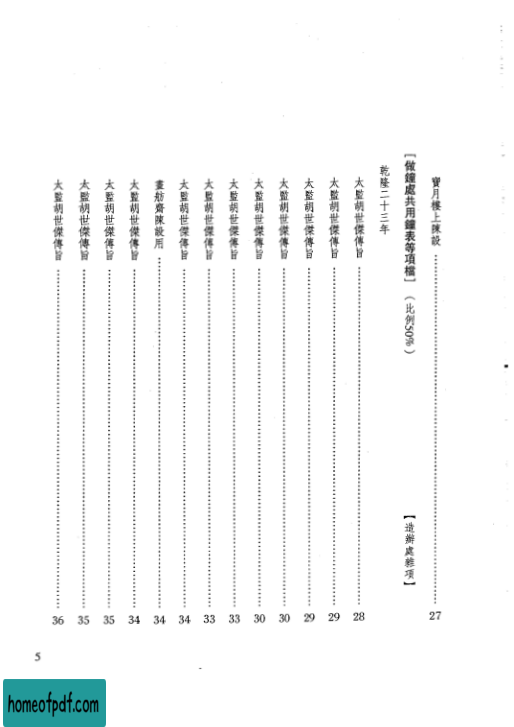 寶月樓上陳設 27
［做鐘處共用鐘表等項檔］（比例50%）【造辦處雜項】
乾隆二十三年
太監胡世傑傳旨 28
太監胡世傑傳旨 29
太監胡世傑傳旨 29
太監胡世傑傳旨 30
太監胡世傑傳旨 30
太監胡世傑傳旨 33
太監胡世傑傳旨 33
太監胡世傑傳旨 34
畫舫齋陳設用 34
太監胡世傑傳旨 34
太監胡世傑傳旨 35
太監胡世傑傳旨 35
太監胡世傑傳旨 36
5
homeofpdf.com